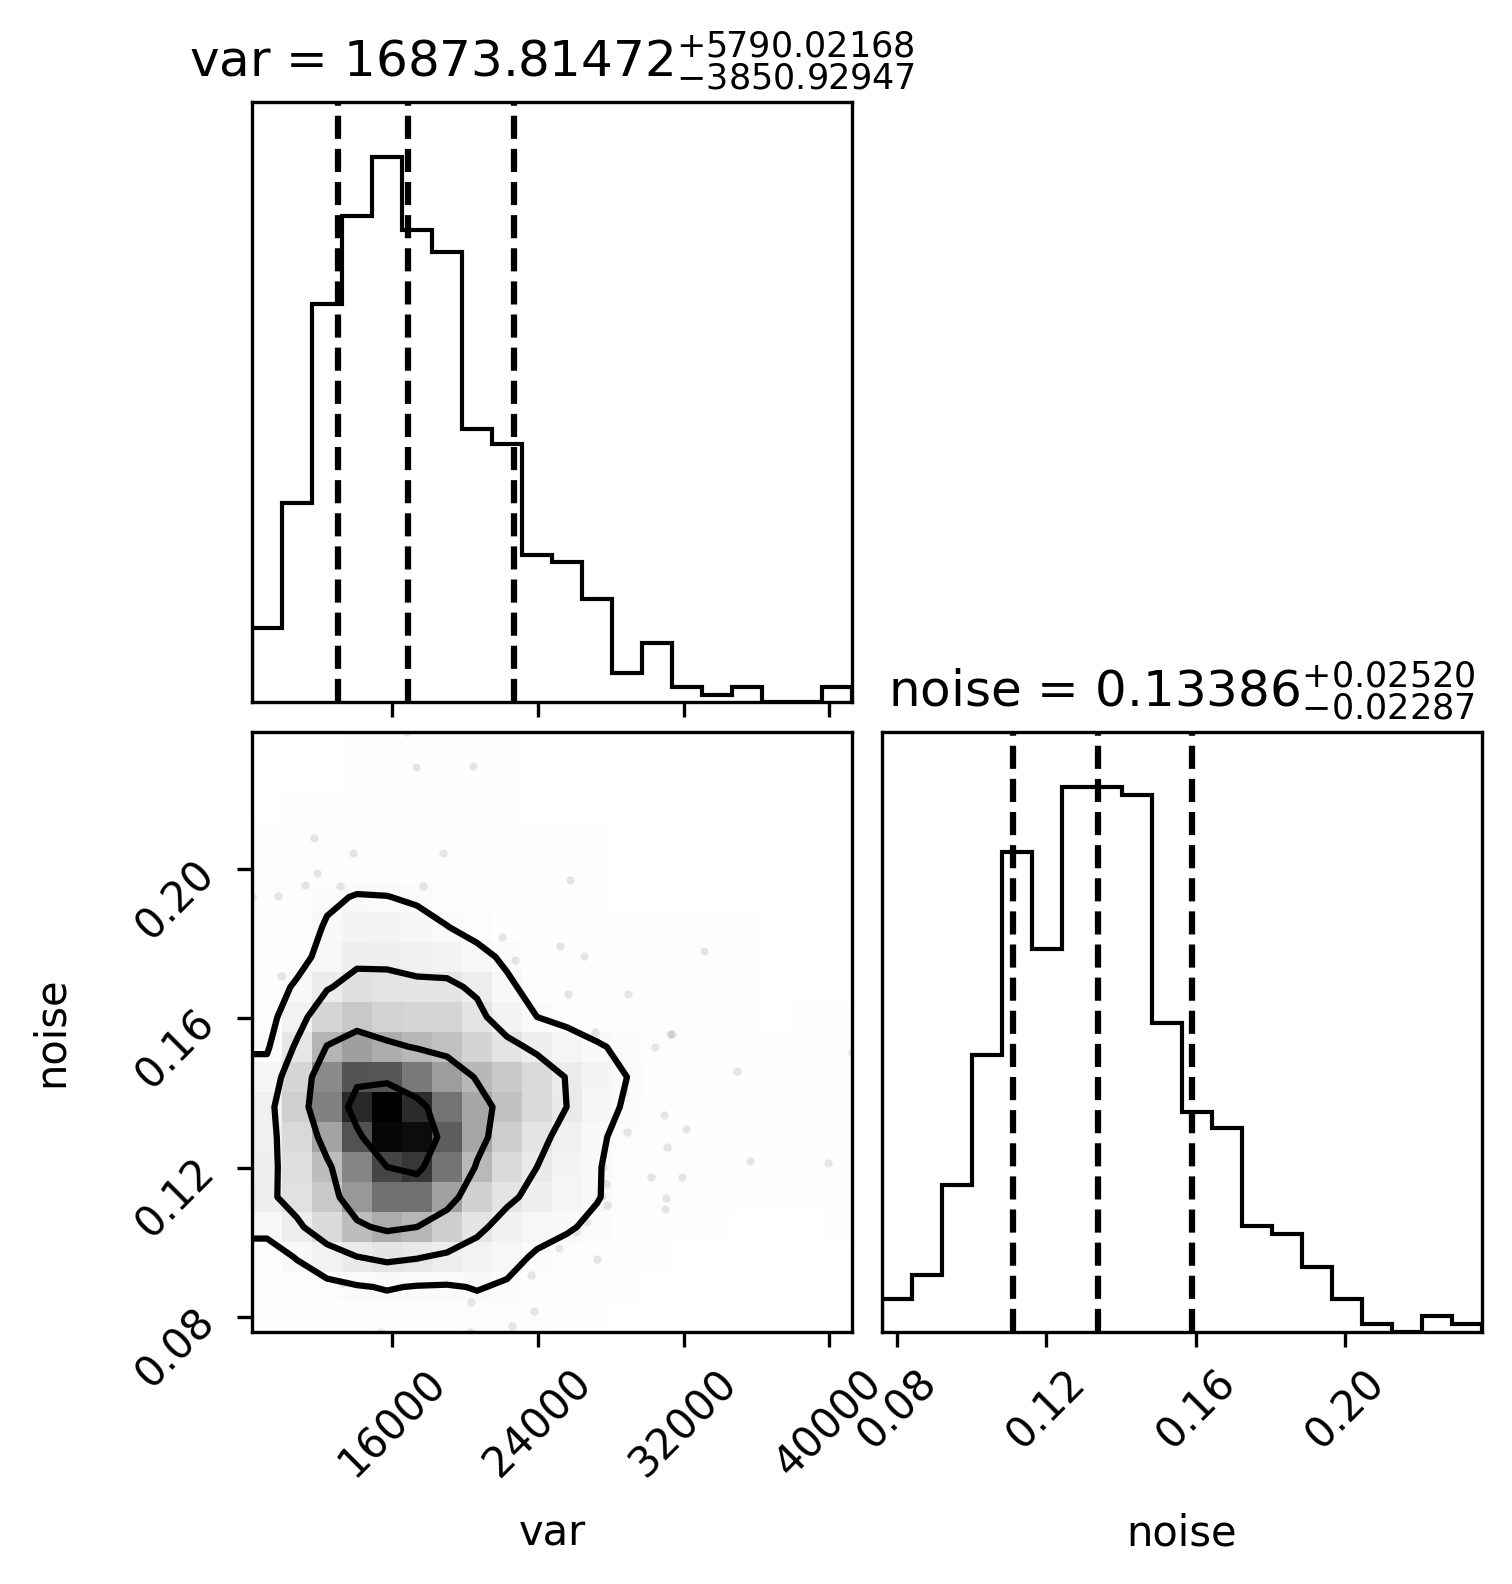 var = 16873.81472+5790.02168−3850.92947
noise = 0.13386+0.02520−0.02287
0.20
0.16
0.12
0.08
noise
16000
24000
32000
40000
0.08
0.12
0.16
0.20
var
noise